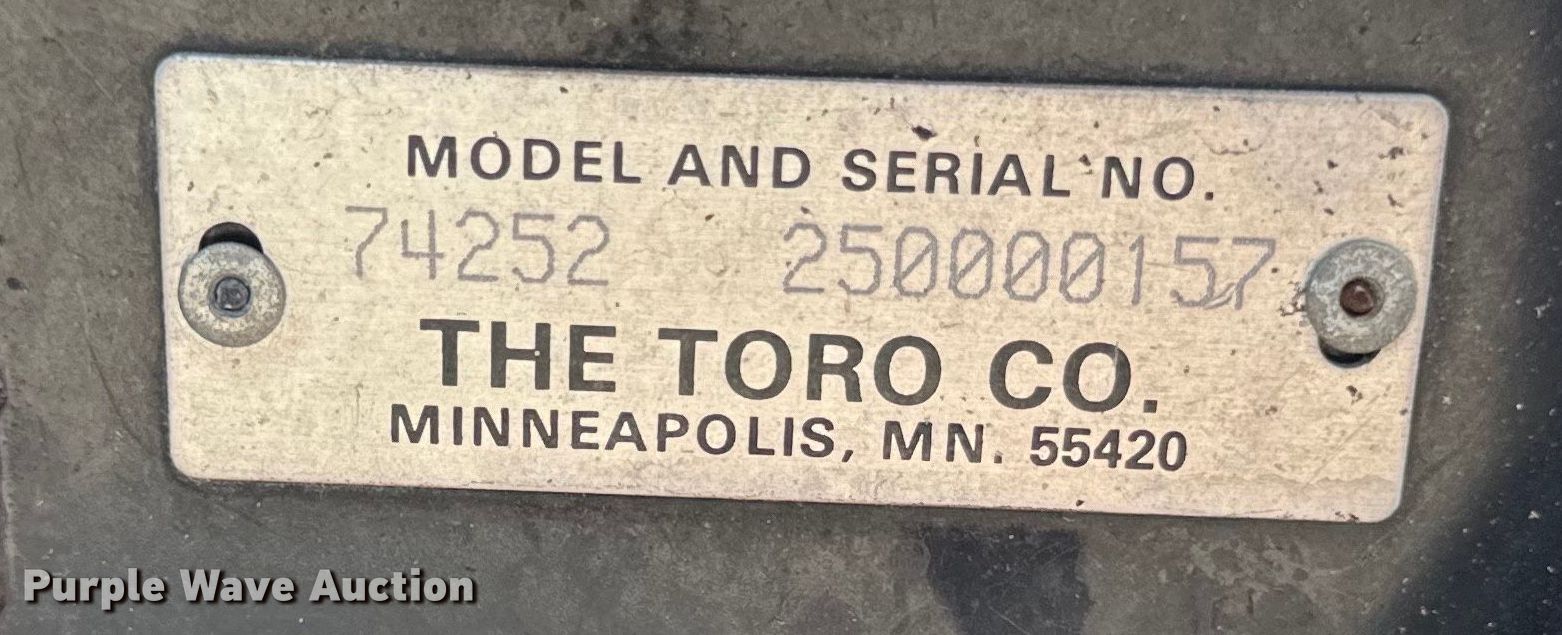 MODEL AND SERIAL NO.
74252 250000157
THE TORO CO.
MINNEAPOLIS, MN. 55420
Purple Wave Auction